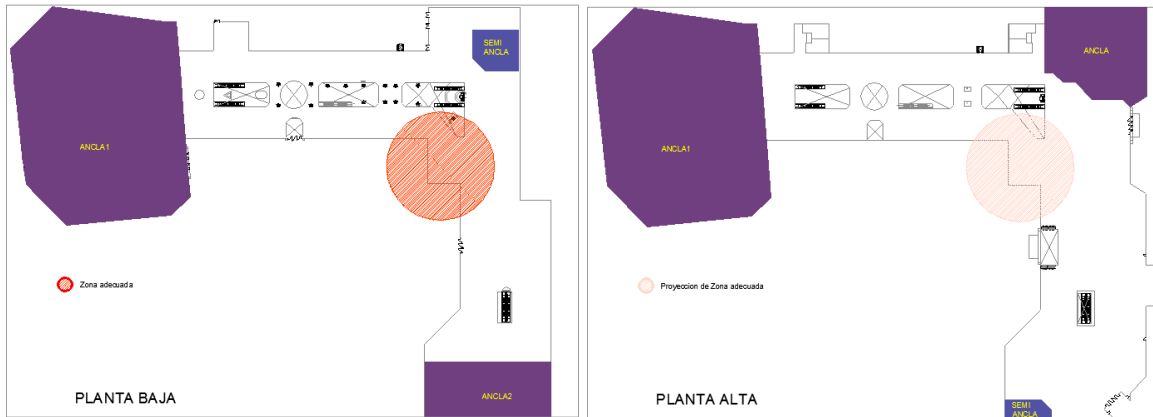 SEMI
ANCLA
ANCLA1
Zona adecuada
PLANTA BAJA
ANCLA2
ANCLA
ANCLA1
Proyeccion de Zona adecuada
PLANTA ALTA
SEMI
ANCLA